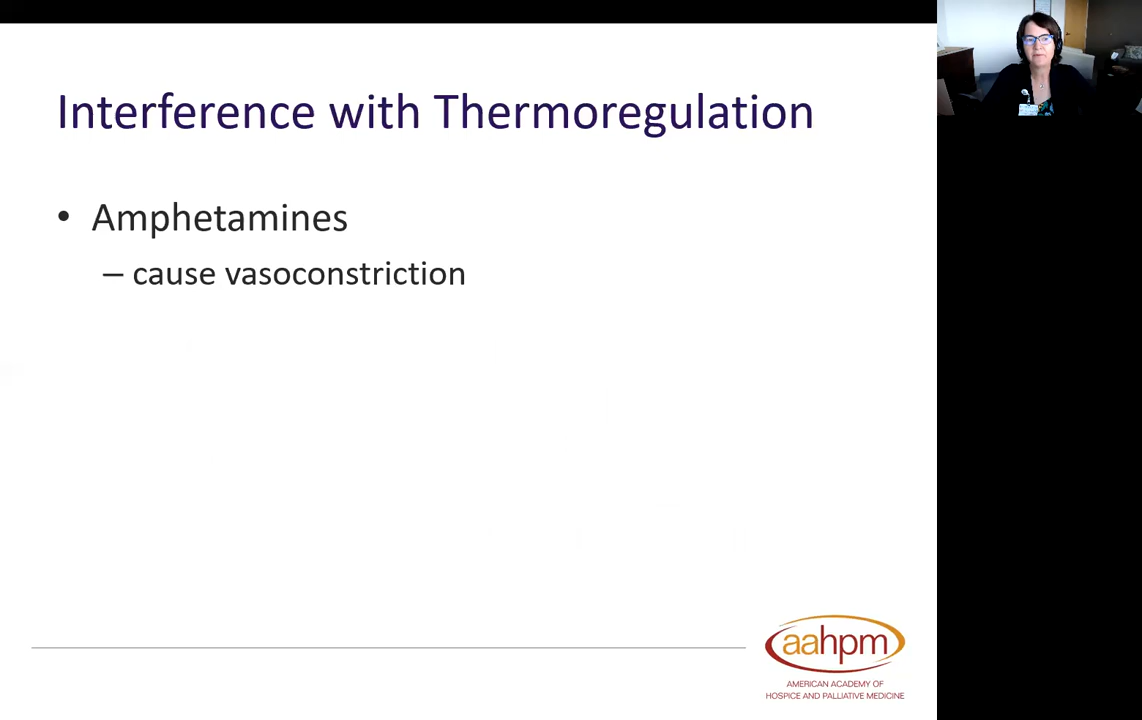 Interference with Thermoregulation
• Amphetamines
– cause vasoconstriction
aahpm
AMERICAN ACADEMY OF
HOSPICE AND PALLIATIVE MEDICINE